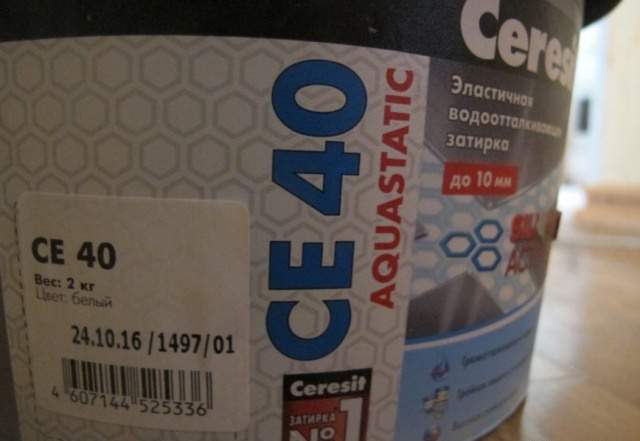 Ceresit
Эластичная
водоотталкивающая
затирка
до 10 мм
CE 40
AQUASTATIC
CE 40
Вес: 2 кг
Цвет: белый
24.10.16 /1497/01
4 607144 525336
Ceresit
ЗАТИРКА
№1